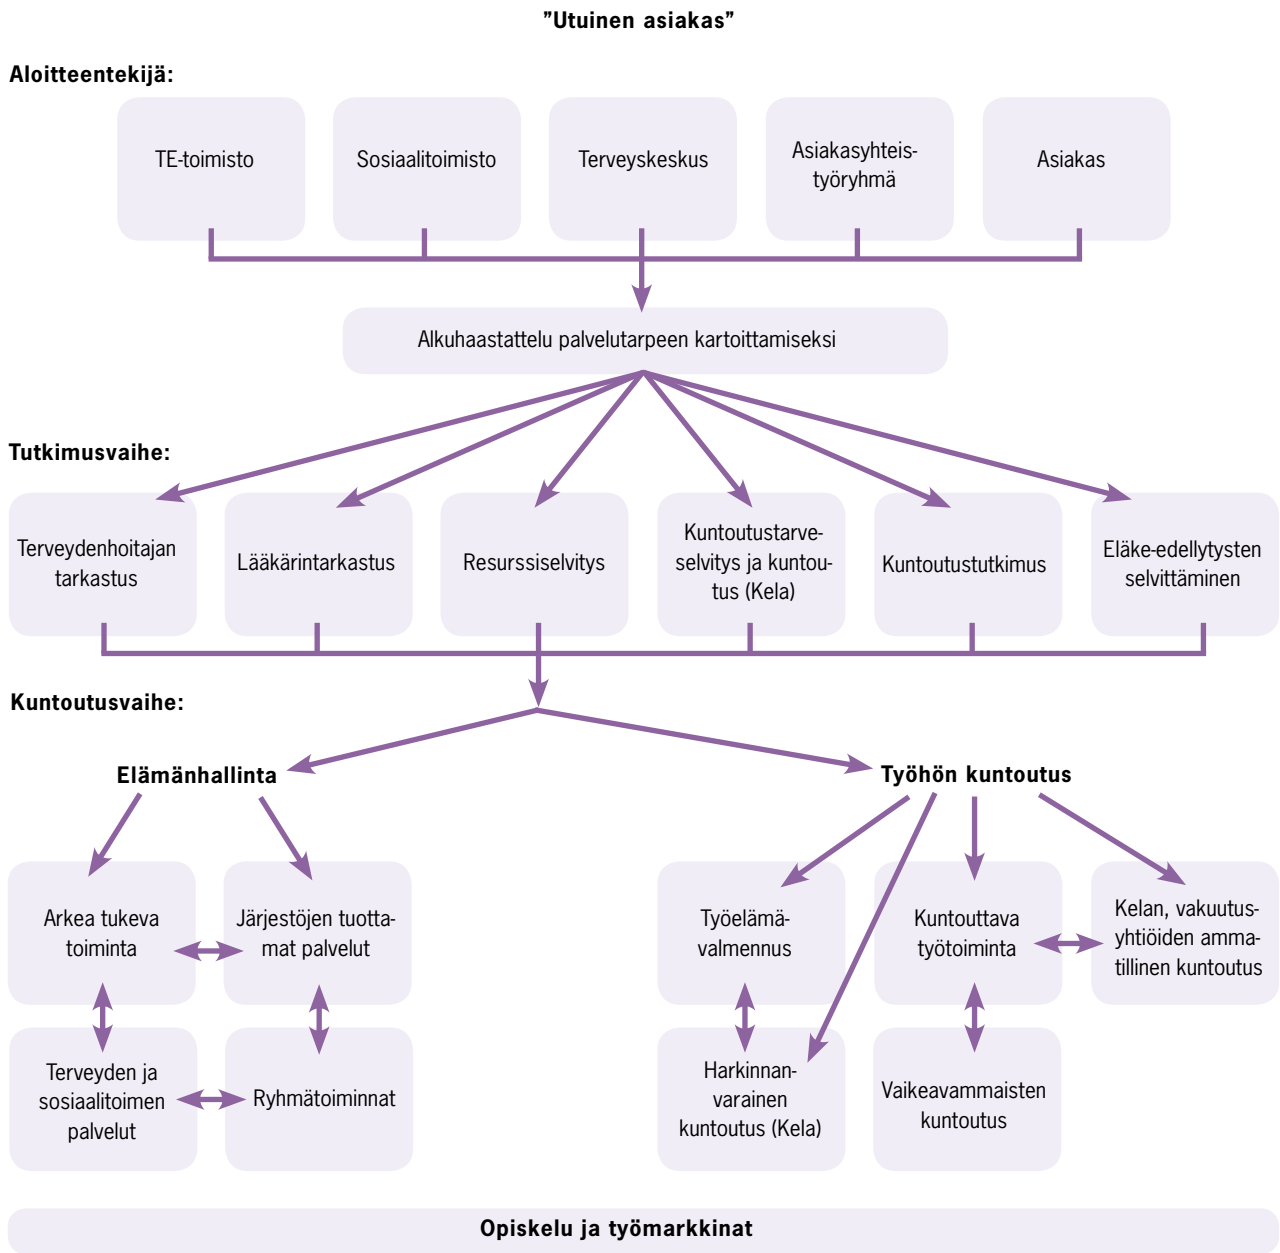 ”Utuinen asiakas”
Aloitteentekijä:
TE-toimisto
Sosiaalitoimisto
Terveyskeskus
Asiakasyhteis-
työryhmä
Asiakas
Alkuhaastattelu palvelutarpeen kartoittamiseksi
Tutkimusvaihe:
Terveydenhoitajan
tarkastus
Lääkärintarkastus
Resurssiselvitys
Kuntoutustarve-
selvitys ja kuntou-
tus (Kela)
Kuntoutustutkimus
Eläke-edellytysten
selvittäminen
Kuntoutusvaihe:
Elämänhallinta
Työhön kuntoutus
Arkea tukeva
toiminta
Järjestöjen tuotta-
mat palvelut
Työelämä-
valmennus
Kuntouttava
työtoiminta
Kelan, vakuutus-
yhtiöiden amma-
tillinen kuntoutus
Terveyden ja
sosiaalitoimen
palvelut
Ryhmätoiminnat
Harkinnan-
varainen
kuntoutus (Kela)
Vaikeavammaisten
kuntoutus
Opiskelu ja työmarkkinat